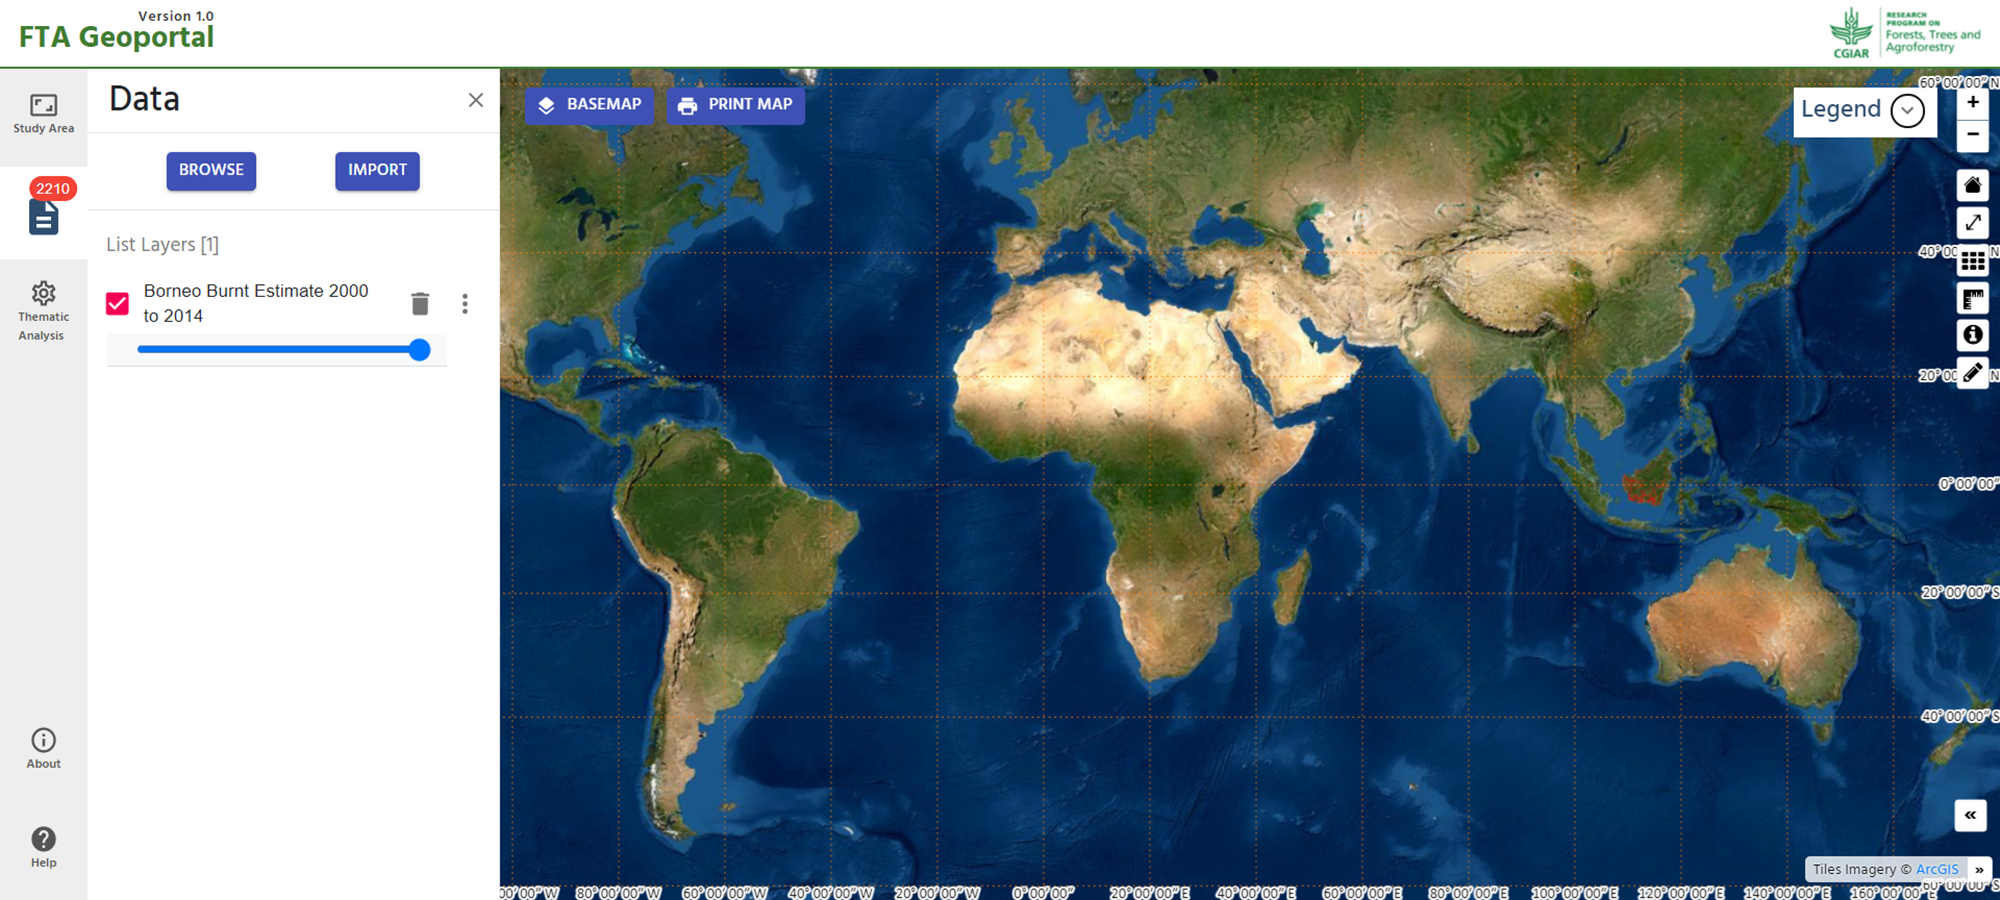 Version 1.0
FTA Geoportal
RESEARCH
PROGRAM ON
Forests, Trees and
Agroforestry
CGIAR
Study Area
2210
Thematic
Analysis
About
Help
Data
BROWSE
IMPORT
List Layers [1]
Borneo Burnt Estimate 2000
to 2014
BASEMAP
PRINT MAP
Legend
+
−
60° 00′ 00″ N
40° 00 N
20° 00 N
0° 00′ 00″
20° 00′ 00″ S
40° 00′ 00″ S
«
Tiles Imagery © ArcGIS »
60° 00′ 00″ S
00′ 00″ W 80° 00′ 00″ W 60° 00′ 00″ W 40° 00′ 00″ W 20° 00′ 00″ W 0° 00′ 00″ 20° 00′ 00″ E 40° 00′ 00″ E 60° 00′ 00″ E 80° 00′ 00″ E 100° 00′ 00″ E 120° 00′ 00″ E 140° 00′ 00″ E 160° 00′ 00″ E